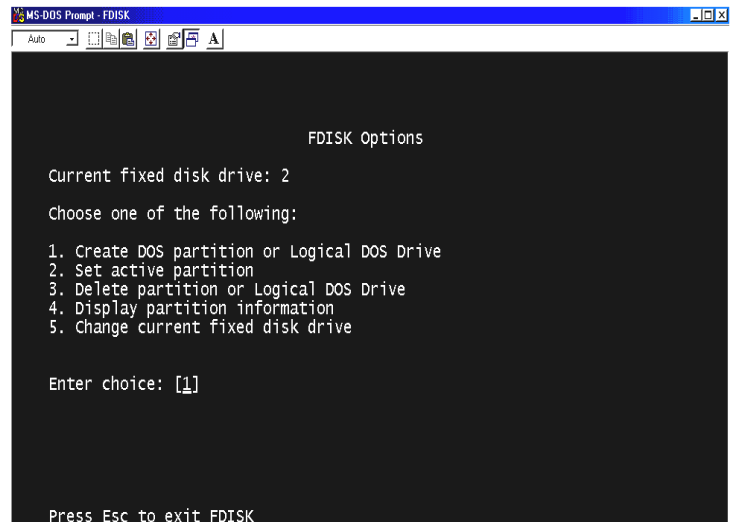 MS-DOS Prompt - FDISK
Auto
A
FDISK Options
Current fixed disk drive: 2
Choose one of the following:
1. Create DOS partition or Logical DOS Drive
2. Set active partition
3. Delete partition or Logical DOS Drive
4. Display partition information
5. Change current fixed disk drive
Enter choice: [1]
Press Esc to exit FDISK